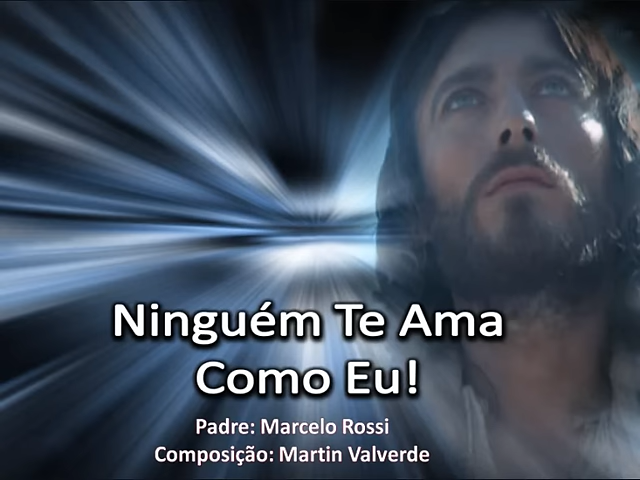 Ninguém Te Ama
Como Eu!
Padre: Marcelo Rossi
Composição: Martin Valverde